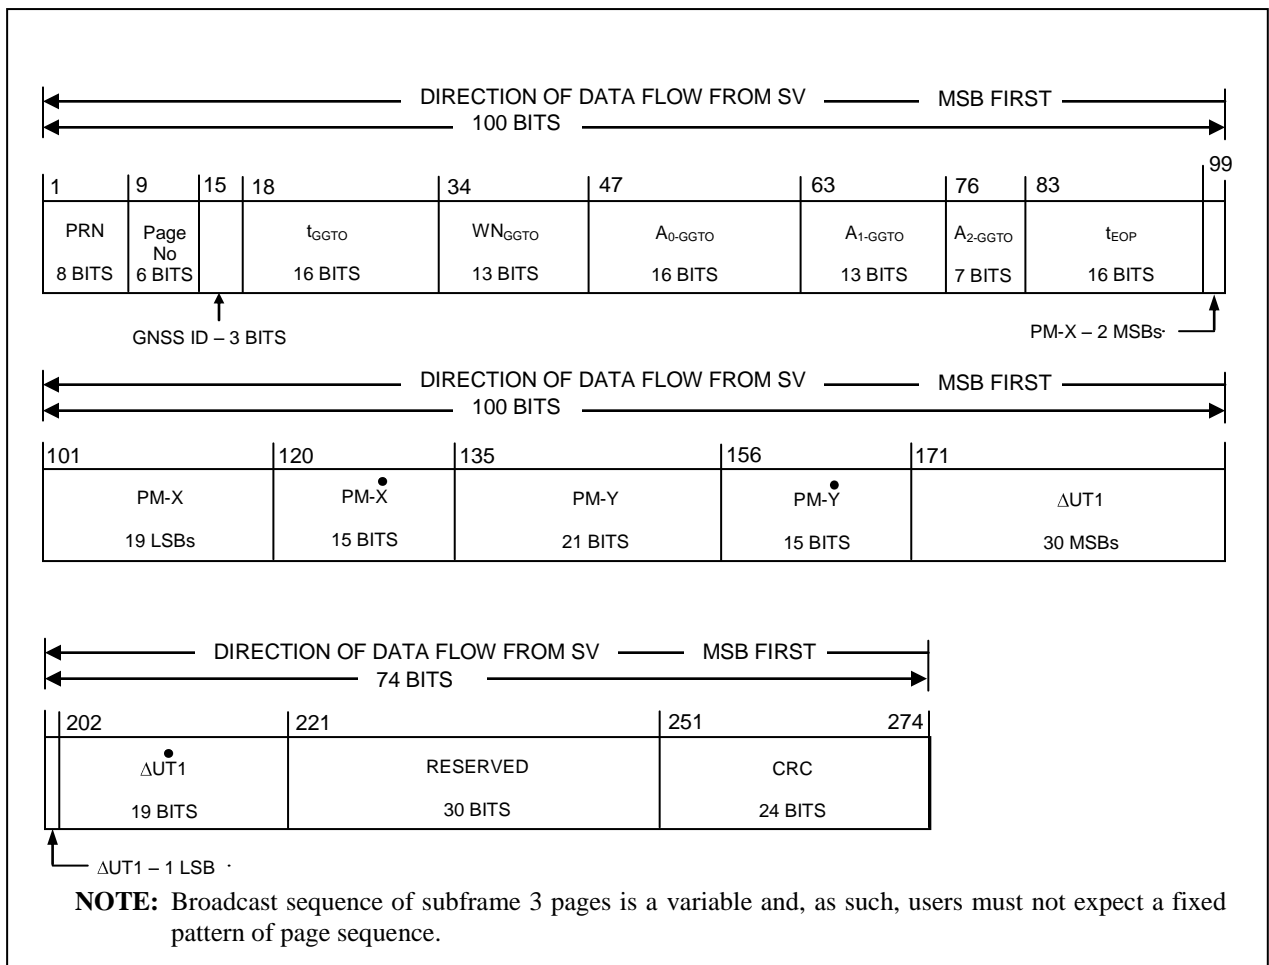 DIRECTION OF DATA FLOW FROM SV MSB FIRST
100 BITS
1 9 15 18 34 47 63 76 83 99
PRN Page No tGGTO WNGGTO A0-GGTO A1-GGTO A2-GGTO tEOP
8 BITS 6 BITS 16 BITS 13 BITS 16 BITS 13 BITS 7 BITS 16 BITS
GNSS ID – 3 BITS PM-X – 2 MSBs
DIRECTION OF DATA FLOW FROM SV MSB FIRST
100 BITS
101 120 135 156 171
PM-X PM-Ẋ PM-Y PM-Ẏ ∆UT1
19 LSBs 15 BITS 21 BITS 15 BITS 30 MSBs
DIRECTION OF DATA FLOW FROM SV MSB FIRST
74 BITS
202 221 251 274
∆UṪ1 RESERVED CRC
19 BITS 30 BITS 24 BITS
∆UT1 – 1 LSB
NOTE: Broadcast sequence of subframe 3 pages is a variable and, as such, users must not expect a fixed
pattern of page sequence.